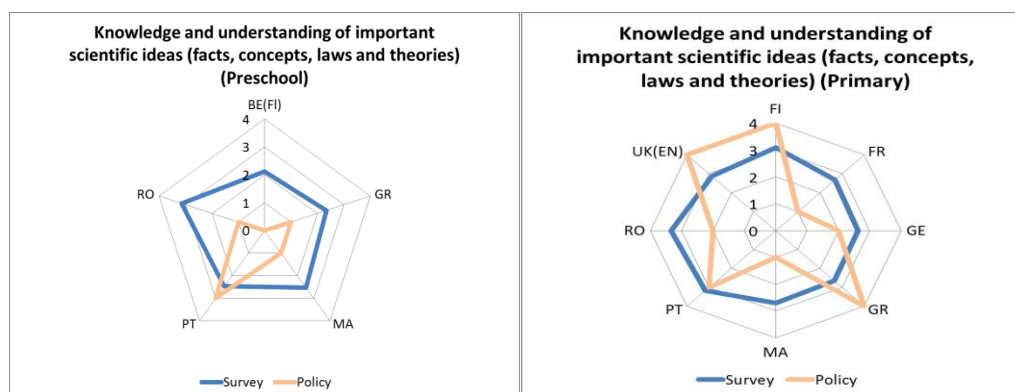 Knowledge and understanding of important
scientific ideas (facts, concepts, laws and theories)
(Preschool)
BE(Fl)
4
3
2
1
0
RO
GR
PT
MA
Survey
Policy
Knowledge and understanding of
important scientific ideas (facts, concepts,
laws and theories) (Primary)
FI
4
3
2
1
0
UK(EN)
FR
RO
GE
PT
GR
MA
Survey
Policy